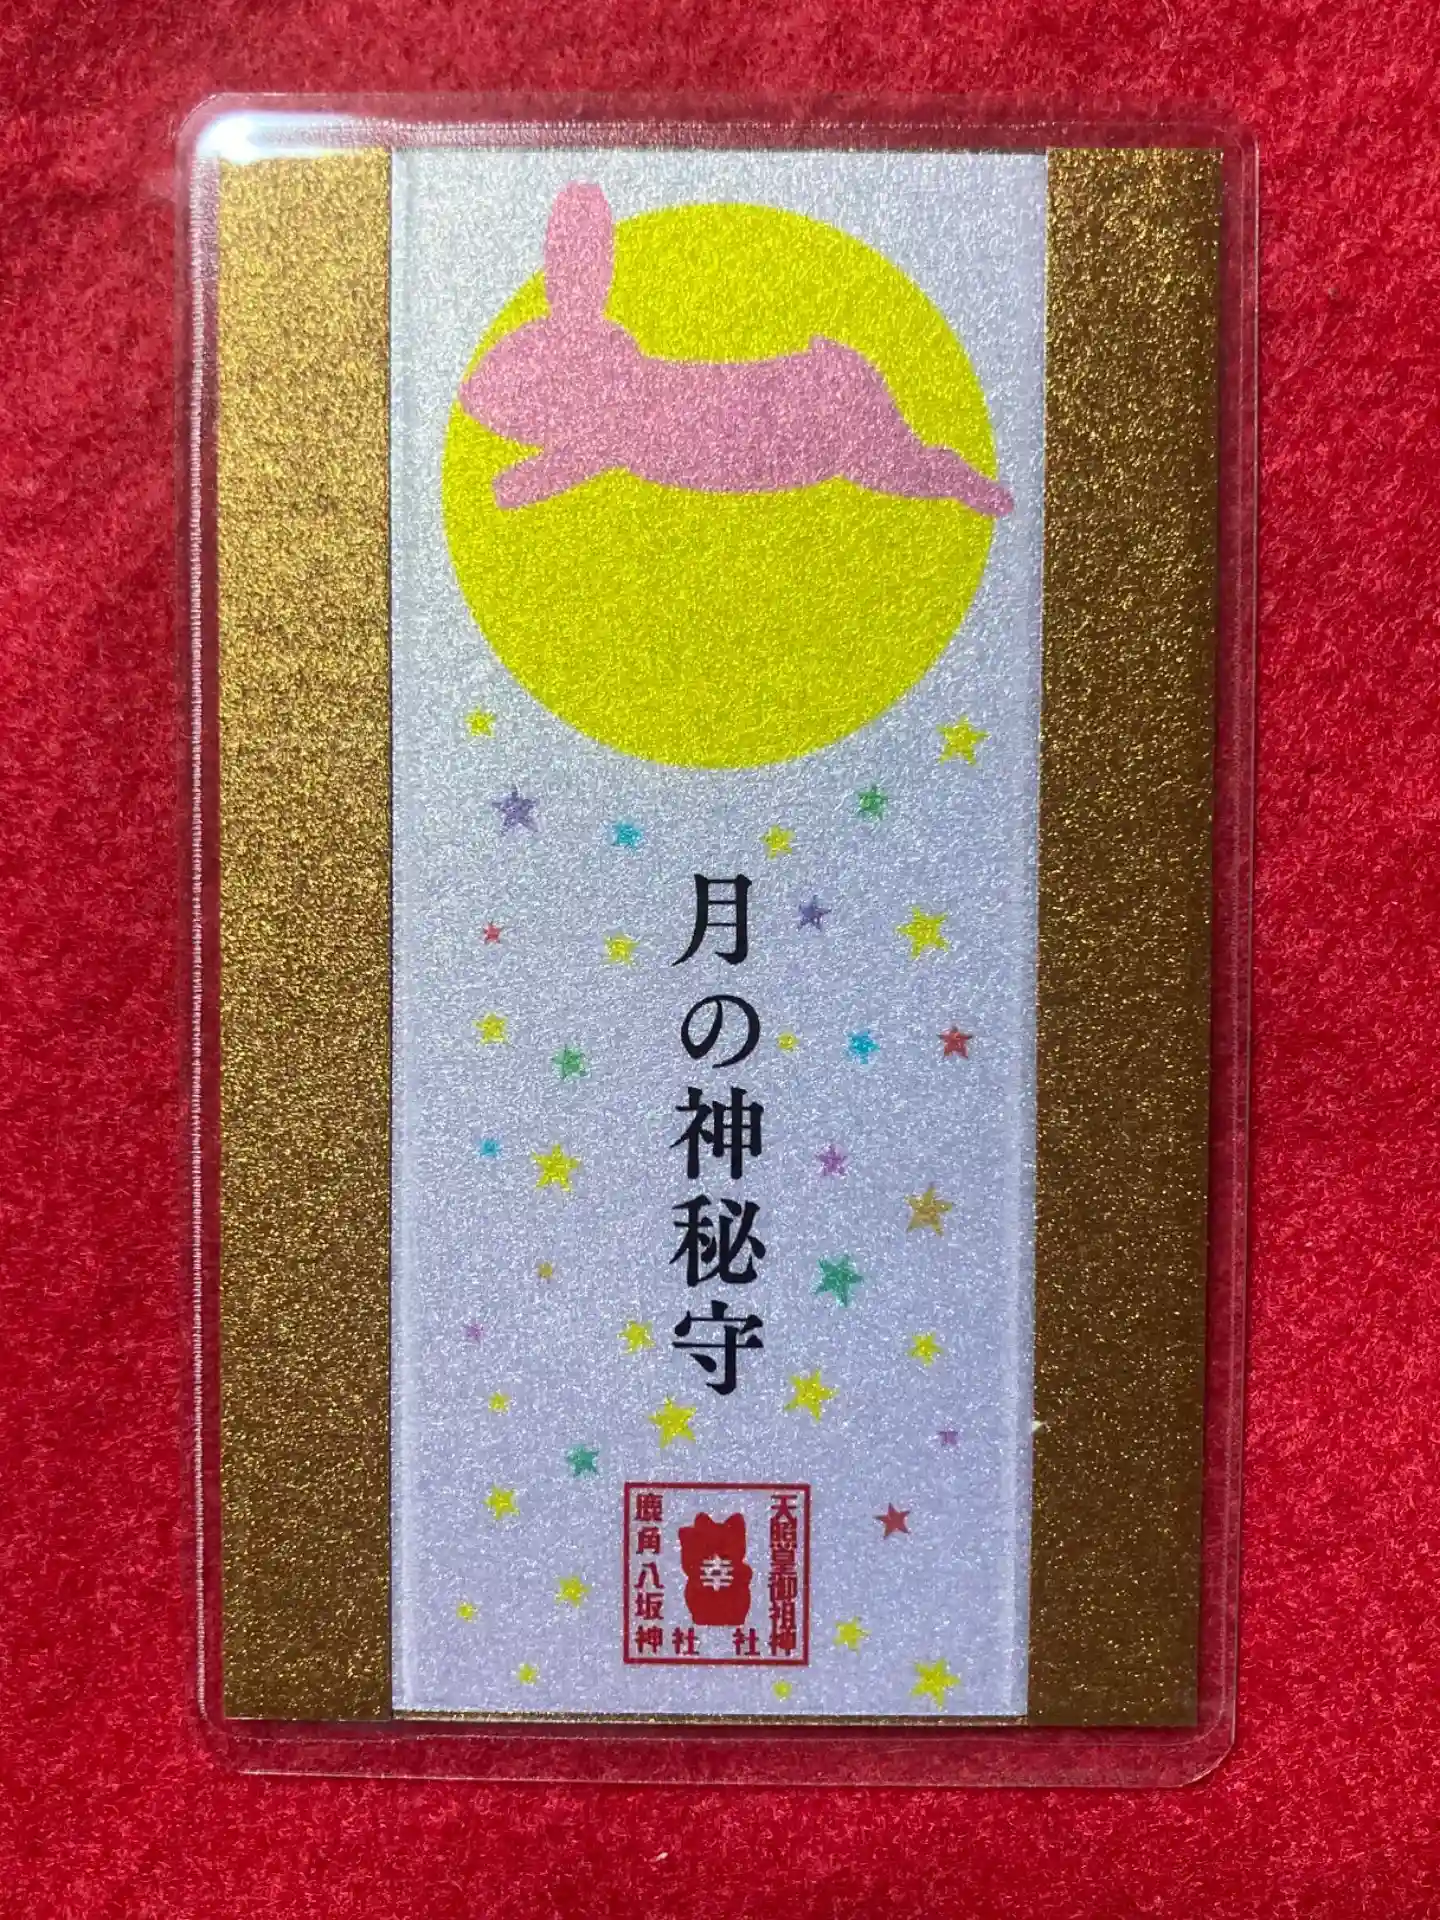 月の神秘守
天照皇御祖神社
鹿角八坂神社
幸